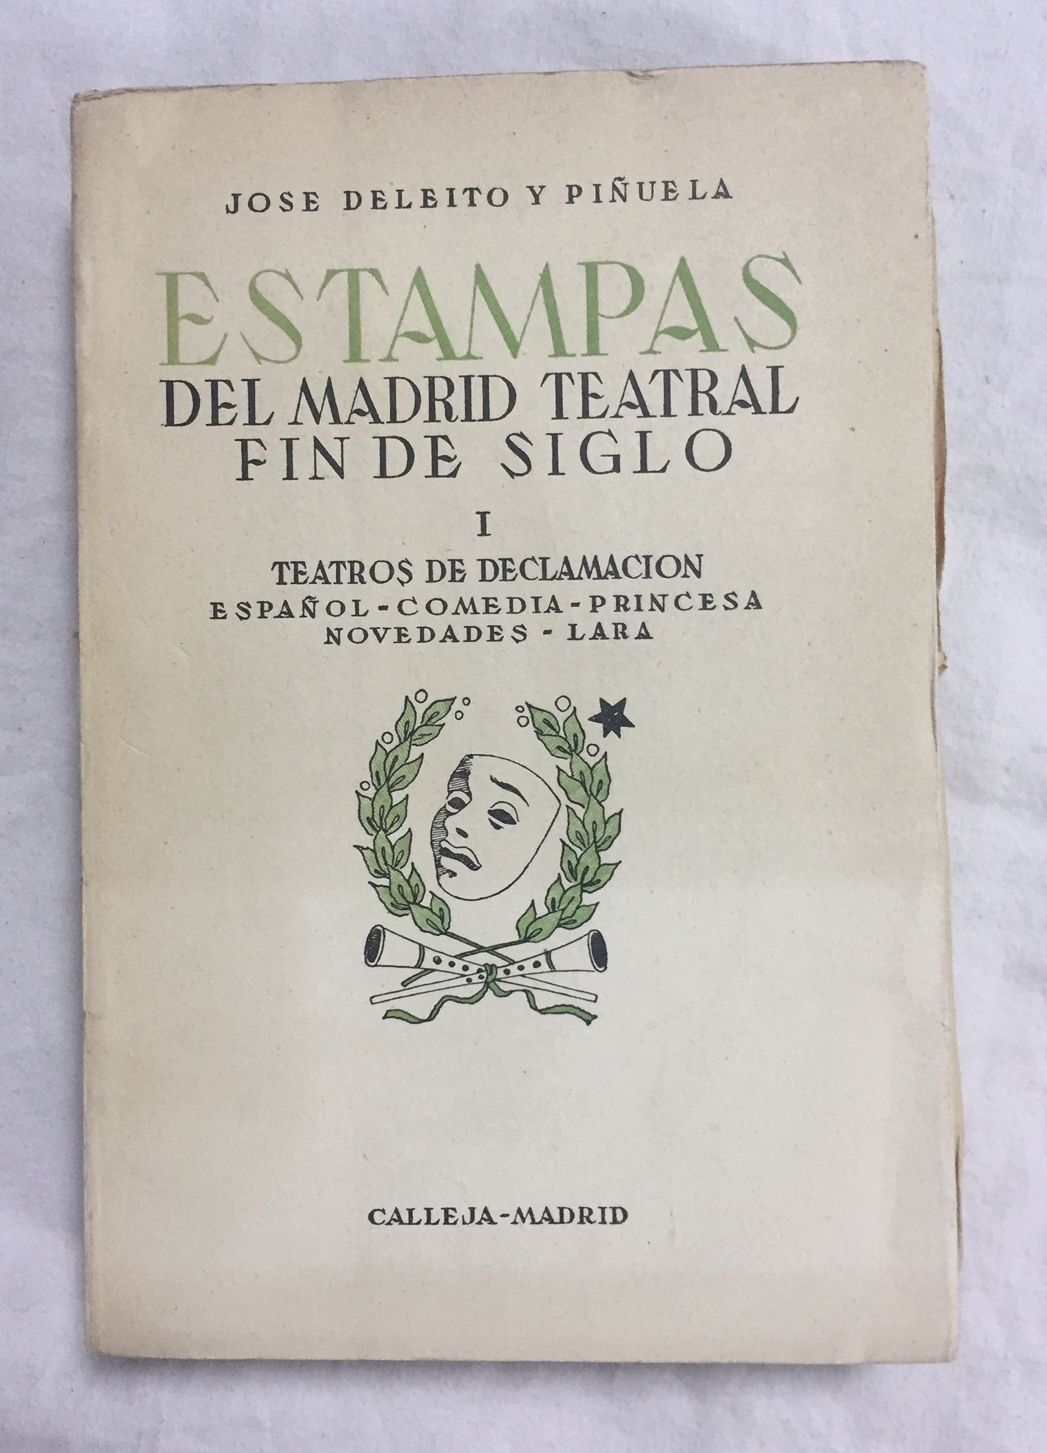 JOSE DELEITO Y PIÑUELA
ESTAMPAS
DEL MADRID TEATRAL
FIN DE SIGLO
I
TEATROS DE DECLAMACION
ESPAÑOL - COMEDIA - PRINCESA
NOVEDADES - LARA
CALLEJA-MADRID